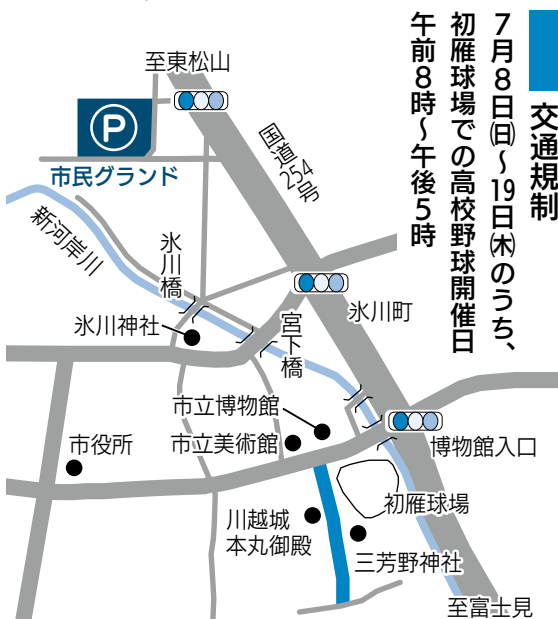 交通規制
7月8日㈰～19日㈭のうち、
初雁球場での高校野球開催日
午前8時～午後5時
至東松山
P
市民グランド
国道254号
新河岸川
氷川橋
氷川神社
宮下橋
氷川町
市立博物館
市立美術館
市役所
博物館入口
初雁球場
川越城
本丸御殿
三芳野神社
至富士見